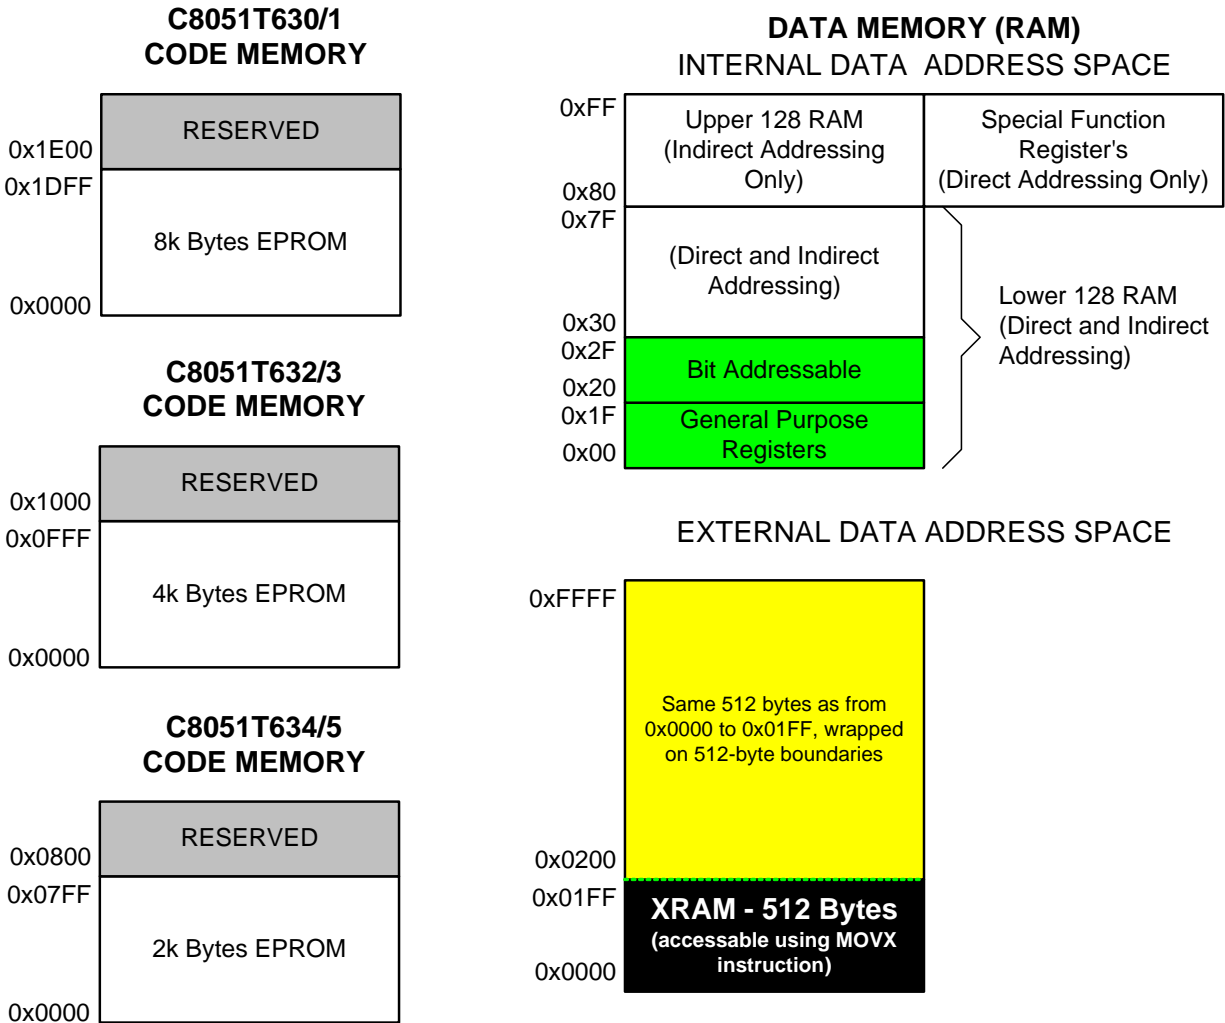 C8051T630/1
CODE MEMORY
RESERVED
0x1E00
0x1DFF
8k Bytes EPROM
0x0000
C8051T632/3
CODE MEMORY
RESERVED
0x1000
0x0FFF
4k Bytes EPROM
0x0000
C8051T634/5
CODE MEMORY
RESERVED
0x0800
0x07FF
2k Bytes EPROM
0x0000
DATA MEMORY (RAM)
INTERNAL DATA ADDRESS SPACE
0xFF
Upper 128 RAM
(Indirect Addressing
Only)
Special Function
Register's
(Direct Addressing Only)
0x80
0x7F
(Direct and Indirect
Addressing)
Lower 128 RAM
(Direct and Indirect
Addressing)
0x30
0x2F
Bit Addressable
0x20
0x1F
General Purpose
Registers
0x00
EXTERNAL DATA ADDRESS SPACE
0xFFFF
Same 512 bytes as from
0x0000 to 0x01FF, wrapped
on 512-byte boundaries
0x0200
0x01FF
XRAM - 512 Bytes
(accessable using MOVX
instruction)
0x0000